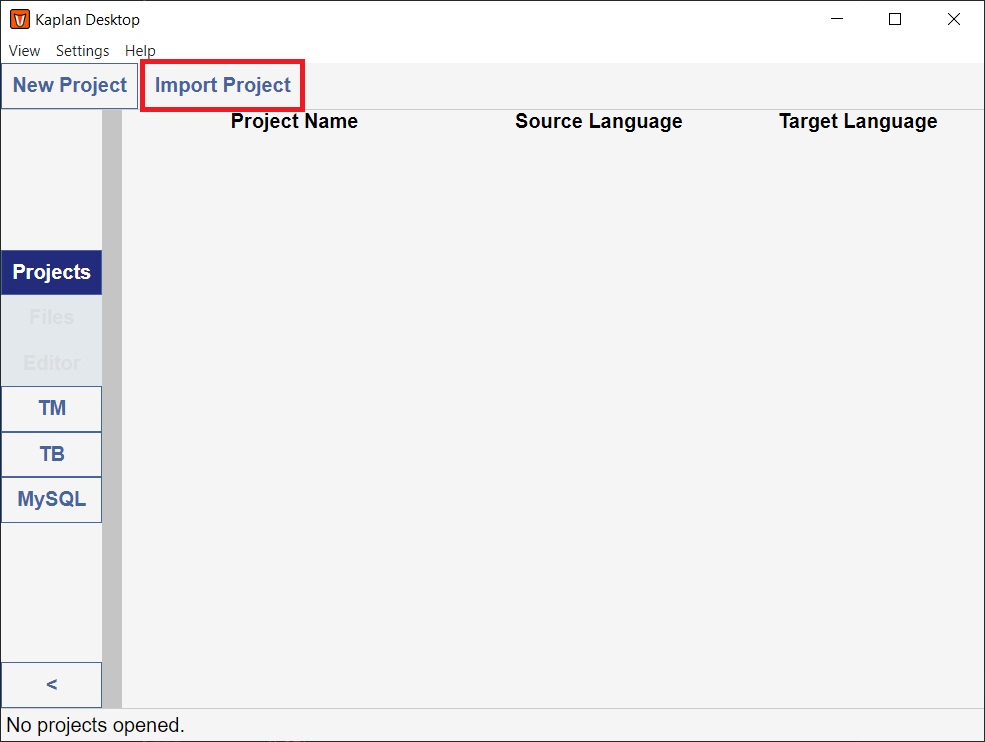 Kaplan Desktop
View Settings Help
New Project Import Project
Project Name Source Language Target Language
Projects
Files
Editor
TM
TB
MySQL
<
No projects opened.